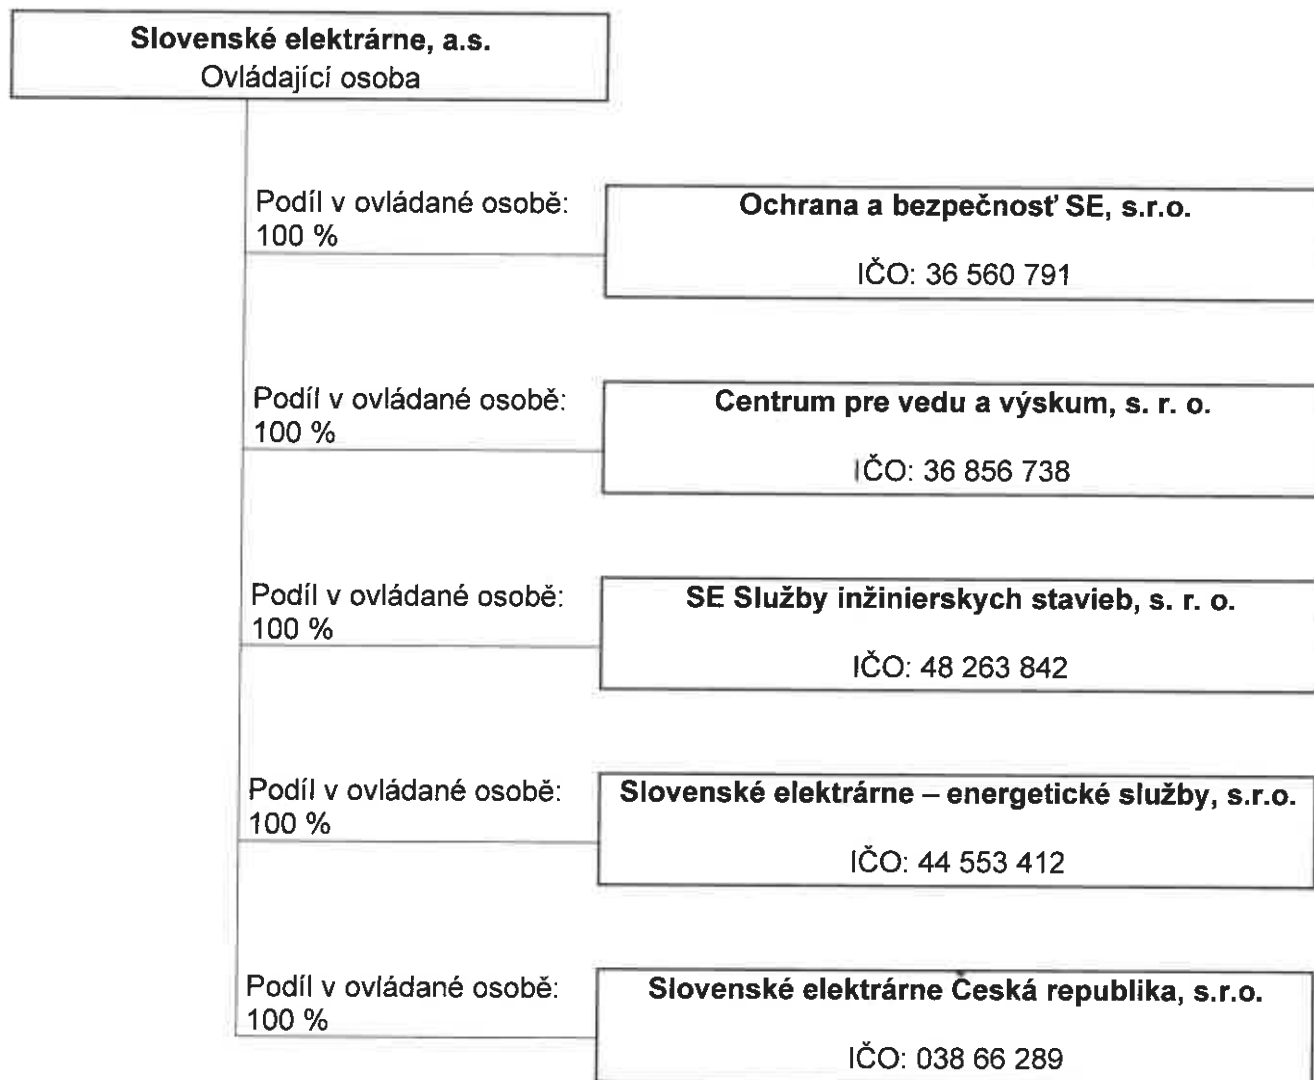 Slovenské elektrárne, a.s.
Ovládající osoba
Podíl v ovládané osobě:
100 %
Ochrana a bezpečnosť SE, s.r.o.
IČO: 36 560 791
Podíl v ovládané osobě:
100 %
Centrum pre vedu a výskum, s. r. o.
IČO: 36 856 738
Podíl v ovládané osobě:
100 %
SE Služby inžinierskych stavieb, s. r. o.
IČO: 48 263 842
Podíl v ovládané osobě:
100 %
Slovenské elektrárne – energetické služby, s.r.o.
IČO: 44 553 412
Podíl v ovládané osobě:
100 %
Slovenské elektrárne Česká republika, s.r.o.
IČO: 038 66 289